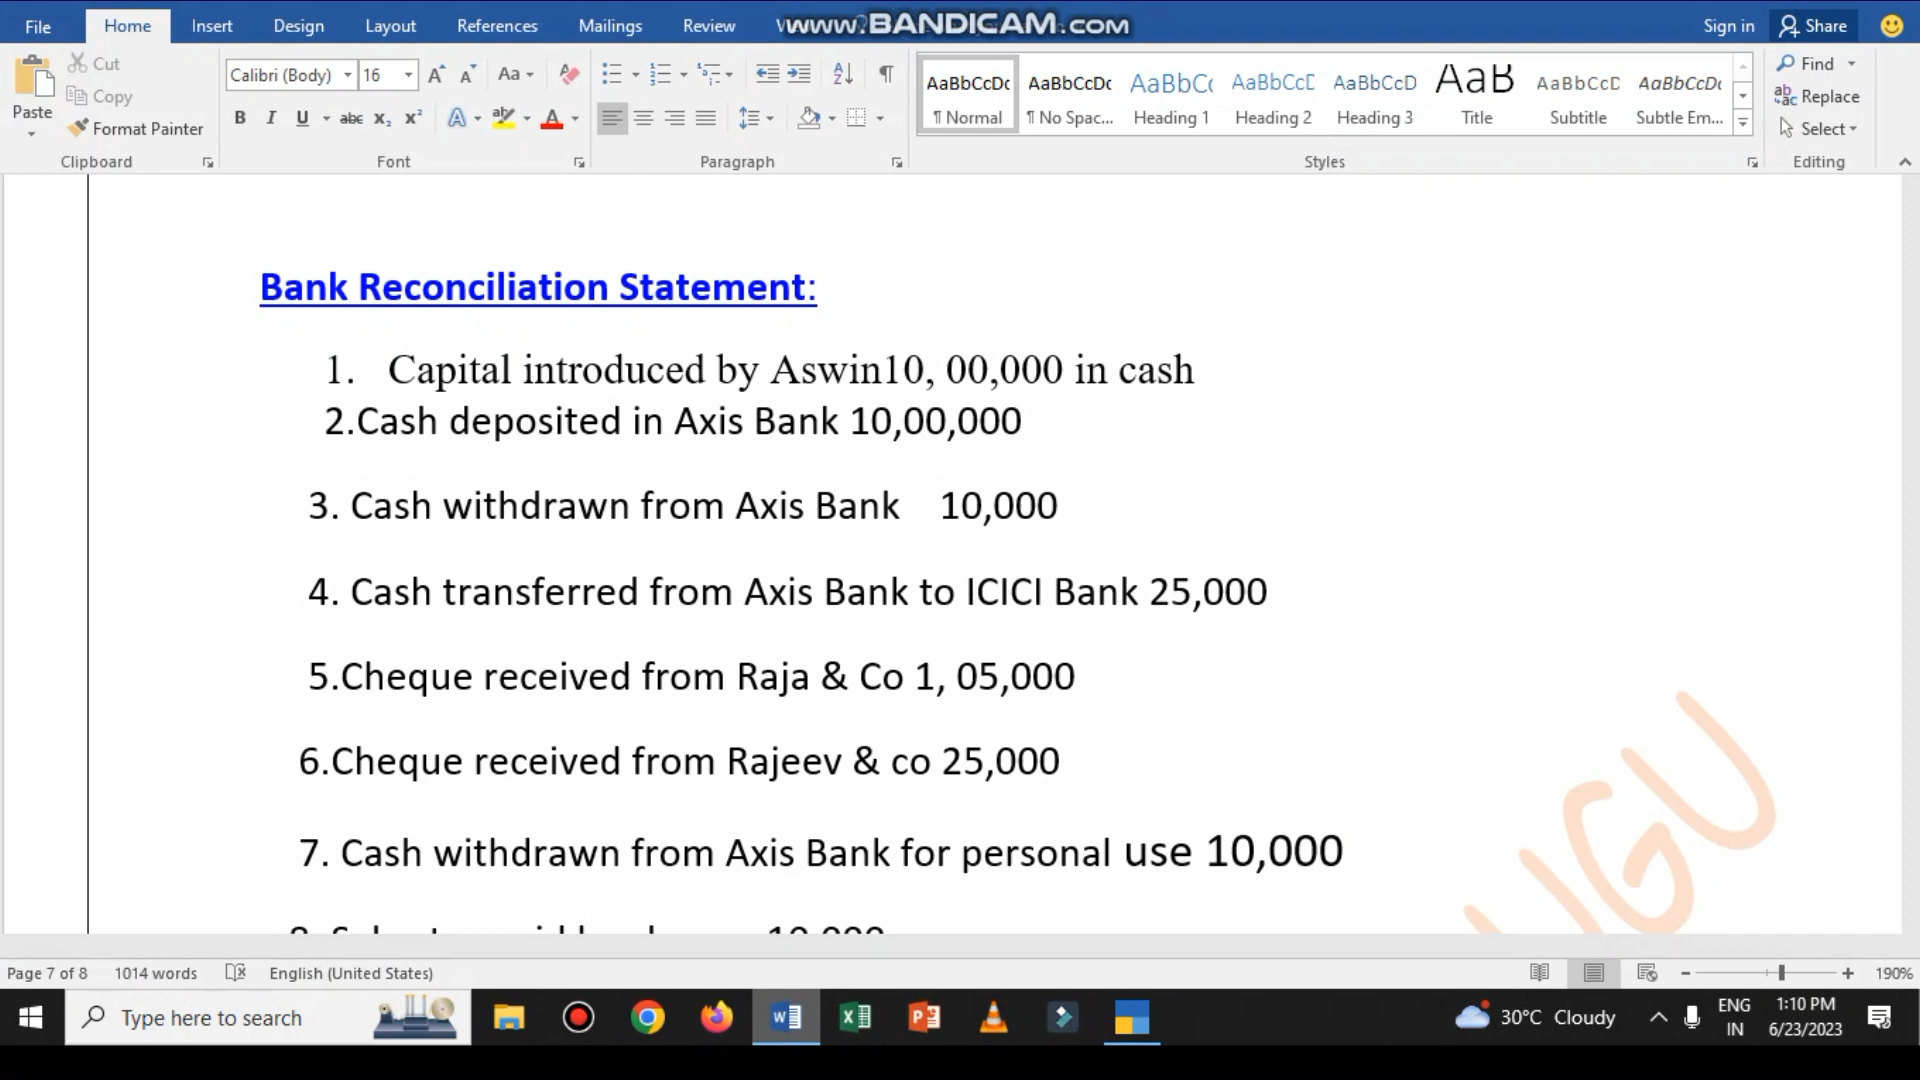 www.BANDICAM.com
File Home Insert Design Layout References Mailings Review Sign in Share
Cut
Copy
Paste
Format Painter
Calibri (Body) 16
Aa
B I U abc X₂ X²
AaBbCcDc AaBbCcDc AaBbC AaBbCcD AaBbCcD AaB AaBbCcD AaBbCcDc
¶ Normal ¶ No Spac... Heading 1 Heading 2 Heading 3 Title Subtitle Subtle Em...
Find
Replace
Select
Clipboard Font Paragraph Styles Editing
Bank Reconciliation Statement:
1. Capital introduced by Aswin10, 00,000 in cash
2.Cash deposited in Axis Bank 10,00,000
3. Cash withdrawn from Axis Bank 10,000
4. Cash transferred from Axis Bank to ICICI Bank 25,000
5.Cheque received from Raja & Co 1, 05,000
6.Cheque received from Rajeev & co 25,000
7. Cash withdrawn from Axis Bank for personal use 10,000
UGU
Page 7 of 8 1014 words English (United States) 190%
Type here to search
30°C Cloudy
ENG
IN
1:10 PM
6/23/2023